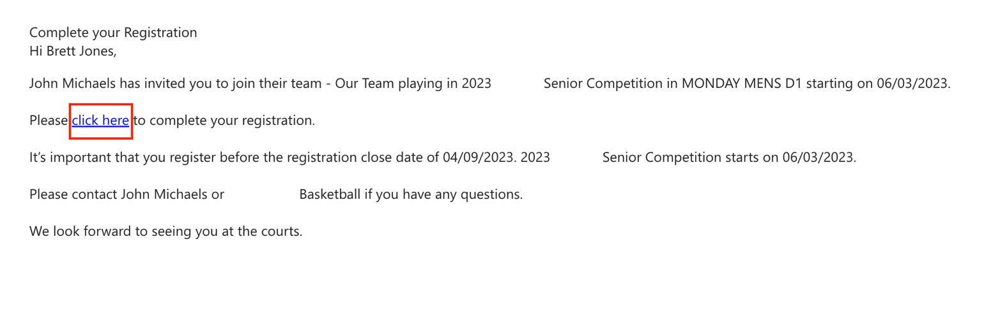 Complete your Registration
Hi Brett Jones,
John Michaels has invited you to join their team - Our Team playing in 2023 Senior Competition in MONDAY MENS D1 starting on 06/03/2023.
Please click here to complete your registration.
It’s important that you register before the registration close date of 04/09/2023. 2023 Senior Competition starts on 06/03/2023.
Please contact John Michaels or Basketball if you have any questions.
We look forward to seeing you at the courts.